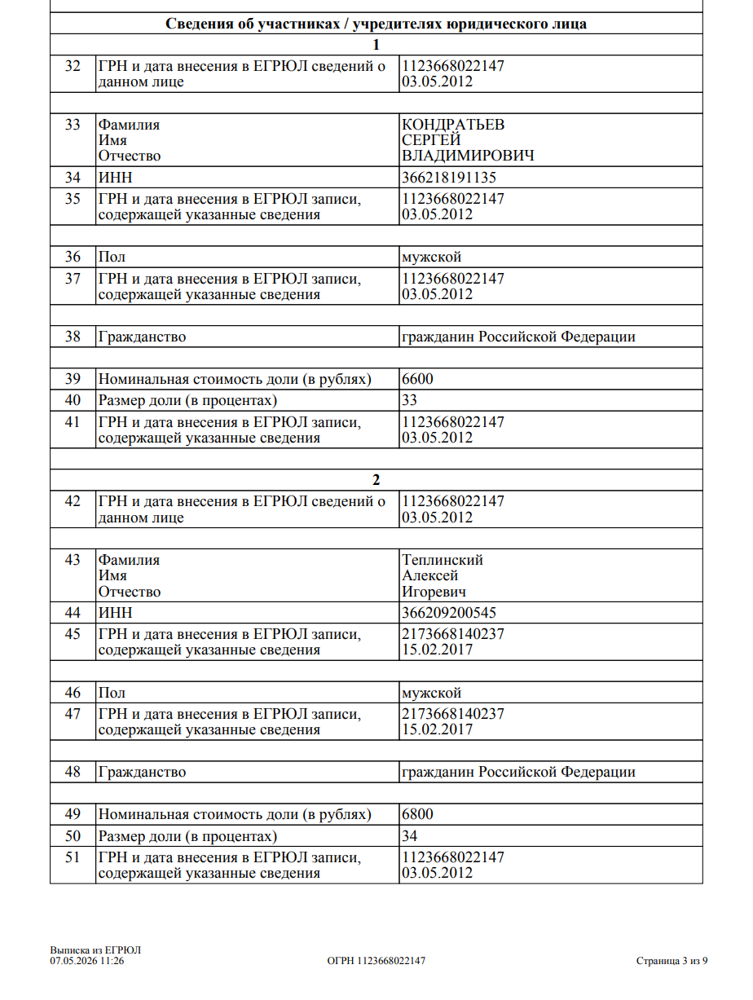 Сведения об участниках / учредителях юридического лица
1
32 ГРН и дата внесения в ЕГРЮЛ сведений о 1123668022147
данном лице 03.05.2012
33 Фамилия КОНДРАТЬЕВ
Имя СЕРГЕЙ
Отчество ВЛАДИМИРОВИЧ
34 ИНН 366218191135
35 ГРН и дата внесения в ЕГРЮЛ записи, 1123668022147
содержащей указанные сведения 03.05.2012
36 Пол мужской
37 ГРН и дата внесения в ЕГРЮЛ записи, 1123668022147
содержащей указанные сведения 03.05.2012
38 Гражданство гражданин Российской Федерации
39 Номинальная стоимость доли (в рублях) 6600
40 Размер доли (в процентах) 33
41 ГРН и дата внесения в ЕГРЮЛ записи, 1123668022147
содержащей указанные сведения 03.05.2012
2
42 ГРН и дата внесения в ЕГРЮЛ сведений о 1123668022147
данном лице 03.05.2012
43 Фамилия Теплинский
Имя Алексей
Отчество Игоревич
44 ИНН 366209200545
45 ГРН и дата внесения в ЕГРЮЛ записи, 2173668140237
содержащей указанные сведения 15.02.2017
46 Пол мужской
47 ГРН и дата внесения в ЕГРЮЛ записи, 2173668140237
содержащей указанные сведения 15.02.2017
48 Гражданство гражданин Российской Федерации
49 Номинальная стоимость доли (в рублях) 6800
50 Размер доли (в процентах) 34
51 ГРН и дата внесения в ЕГРЮЛ записи, 1123668022147
содержащей указанные сведения 03.05.2012
Выписка из ЕГРЮЛ
07.05.2026 11:26 ОГРН 1123668022147 Страница 3 из 9